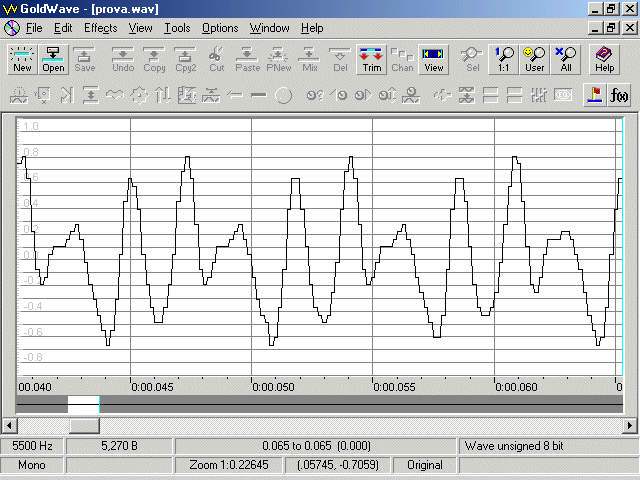 GoldWave - [prova.wav]
File Edit Effects View Tools Options Window Help
New Open Save Undo Copy Cpy2 Cut Paste PNew Mix Del Trim Chan View Sel 1:1 User All Help
f(x)
1.0
0.8
0.6
0.4
0.2
0.0
-0.2
-0.4
-0.6
-0.8
00.040 0:00.045 0:00.050 0:00.055 0:00.060 0
5500 Hz 5,270 B 0.065 to 0.065 (0.000) Wave unsigned 8 bit
Mono Zoom 1:0.22645 (.05745, -0.7059) Original